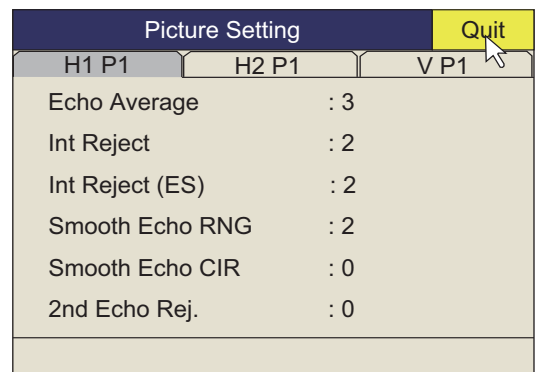 Picture Setting Quit
H1 P1 H2 P1 V P1
Echo Average : 3
Int Reject : 2
Int Reject (ES) : 2
Smooth Echo RNG : 2
Smooth Echo CIR : 0
2nd Echo Rej. : 0